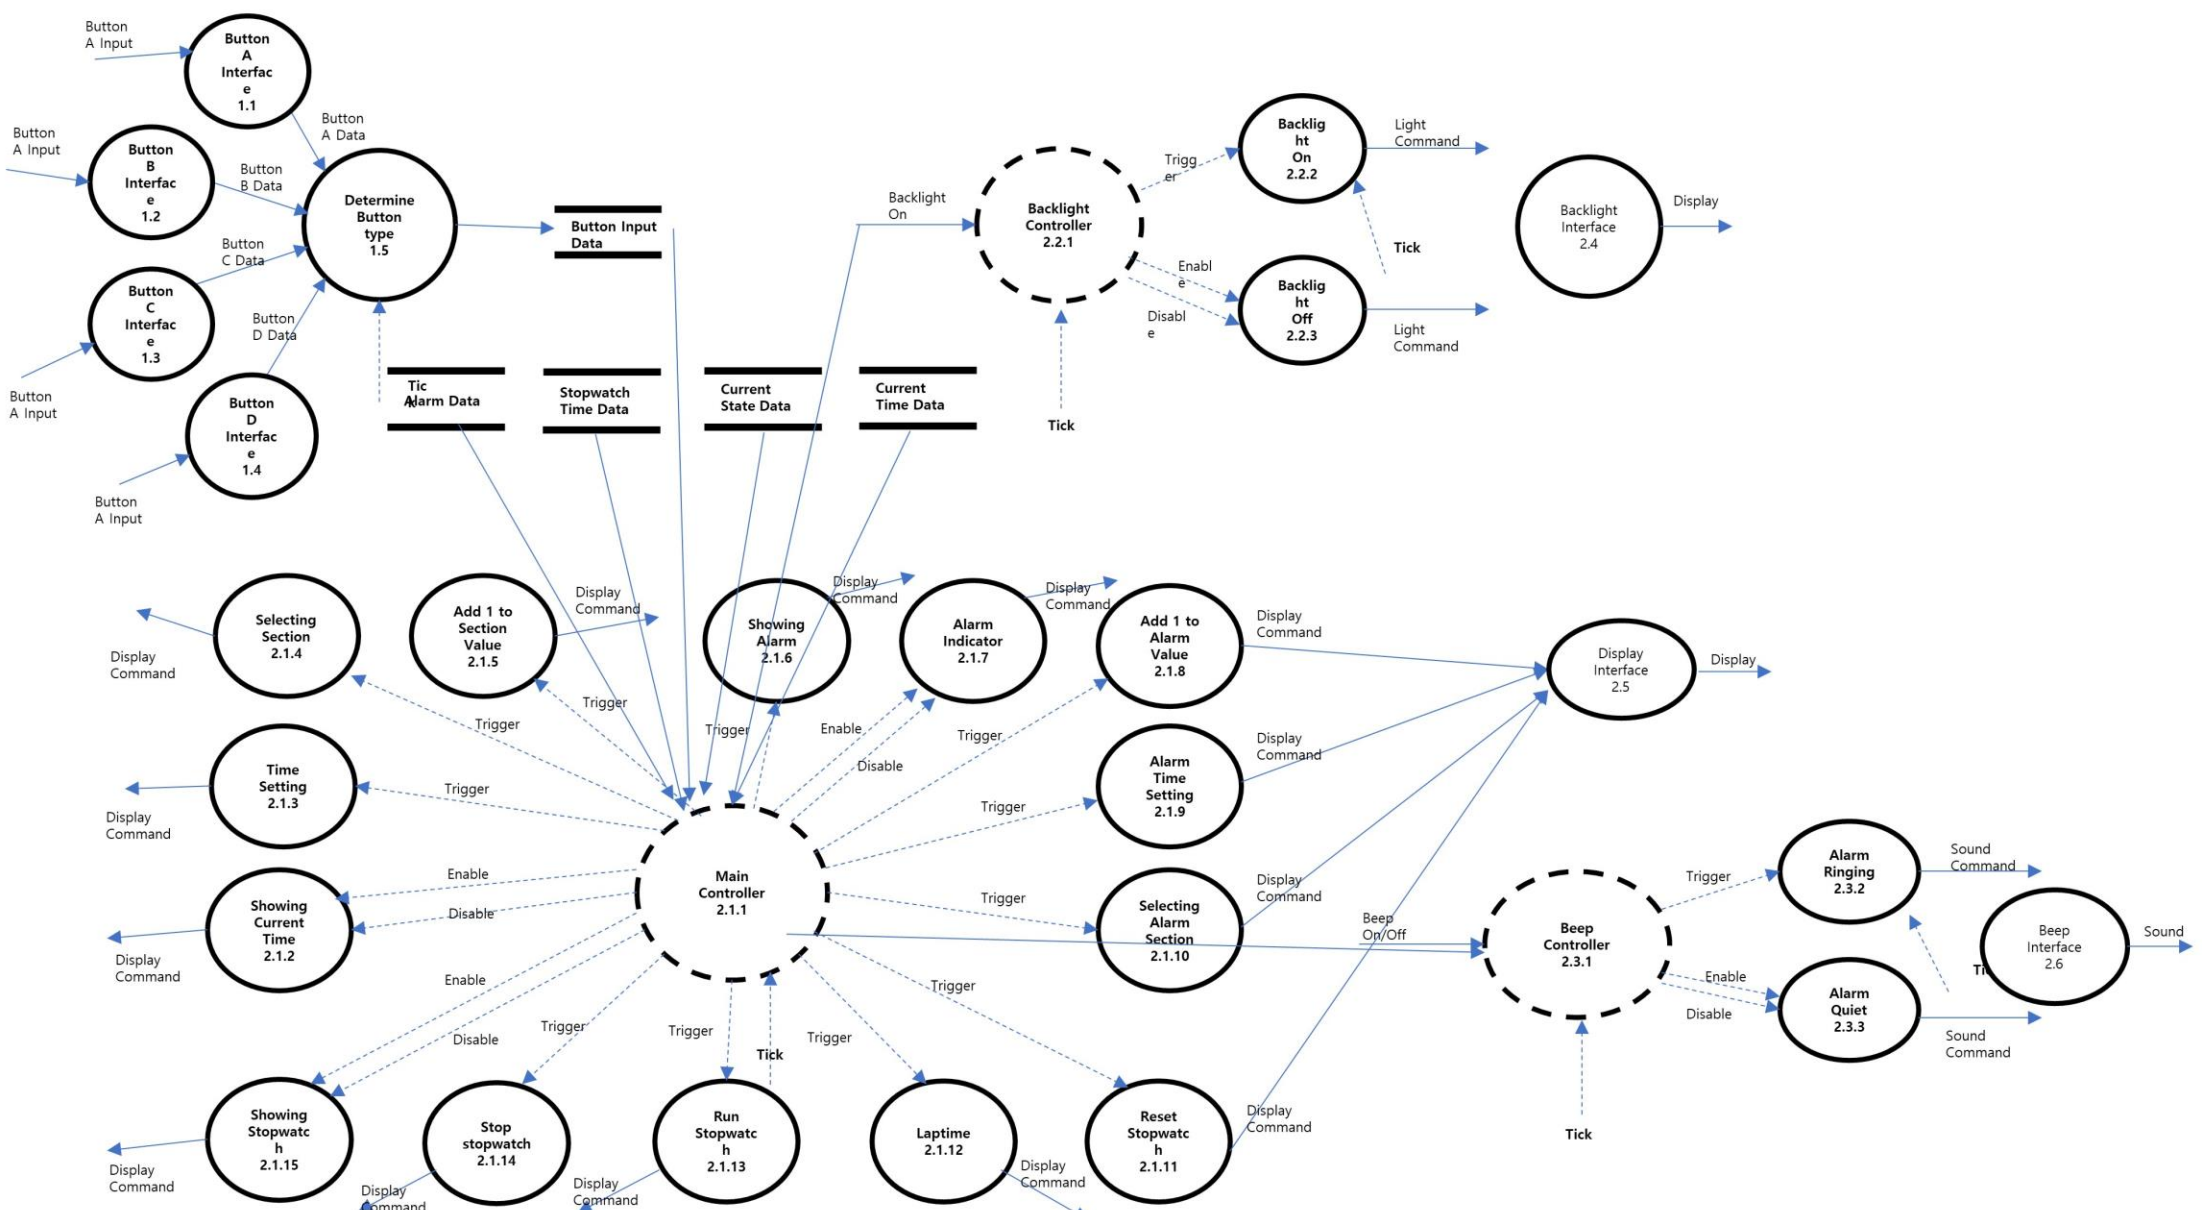 Button
A Input
Button
A
Interfac
e
1.1
Button
A Data
Button
A Input
Button
B
Interfac
e
1.2
Button
B Data
Determine
Button
type
1.5
Button
C Data
Button
C
Interfac
e
1.3
Button
A Input
Button
D Data
Button
D
Interfac
e
1.4
Button
A Input
Button Input
Data
Tic
k
Alarm Data
Stopwatch
Time Data
Current
State Data
Current
Time Data
Backlight
On
Backlight
Controller
2.2.1
Tick
Trigg
er
Enabl
e
Disabl
e
Backlig
ht
On
2.2.2
Light
Command
Tick
Backlig
ht
Off
2.2.3
Light
Command
Backlight
Interface
2.4
Display
Selecting
Section
2.1.4
Display
Command
Add 1 to
Section
Value
2.1.5
Display
Command
Showing
Alarm
2.1.6
Display
Command
Alarm
Indicator
2.1.7
Display
Command
Add 1 to
Alarm
Value
2.1.8
Display
Command
Display
Interface
2.5
Display
Trigger
Trigger
Trigger
Enable
Disable
Trigger
Time
Setting
2.1.3
Display
Command
Trigger
Alarm
Time
Setting
2.1.9
Display
Command
Trigger
Showing
Current
Time
2.1.2
Display
Command
Enable
Disable
Main
Controller
2.1.1
Trigger
Selecting
Alarm
Section
2.1.10
Display
Command
Beep
On/Off
Beep
Controller
2.3.1
Tick
Trigger
Enable
Disable
Alarm
Ringing
2.3.2
Sound
Command
Ti
Alarm
Quiet
2.3.3
Sound
Command
Beep
Interface
2.6
Sound
Enable
Disable
Trigger
Trigger
Tick
Trigger
Trigger
Showing
Stopwatc
h
2.1.15
Display
Command
Stop
stopwatch
2.1.14
Display
Command
Run
Stopwatc
h
2.1.13
Display
Command
Laptime
2.1.12
Display
Command
Reset
Stopwatc
h
2.1.11
Display
Command